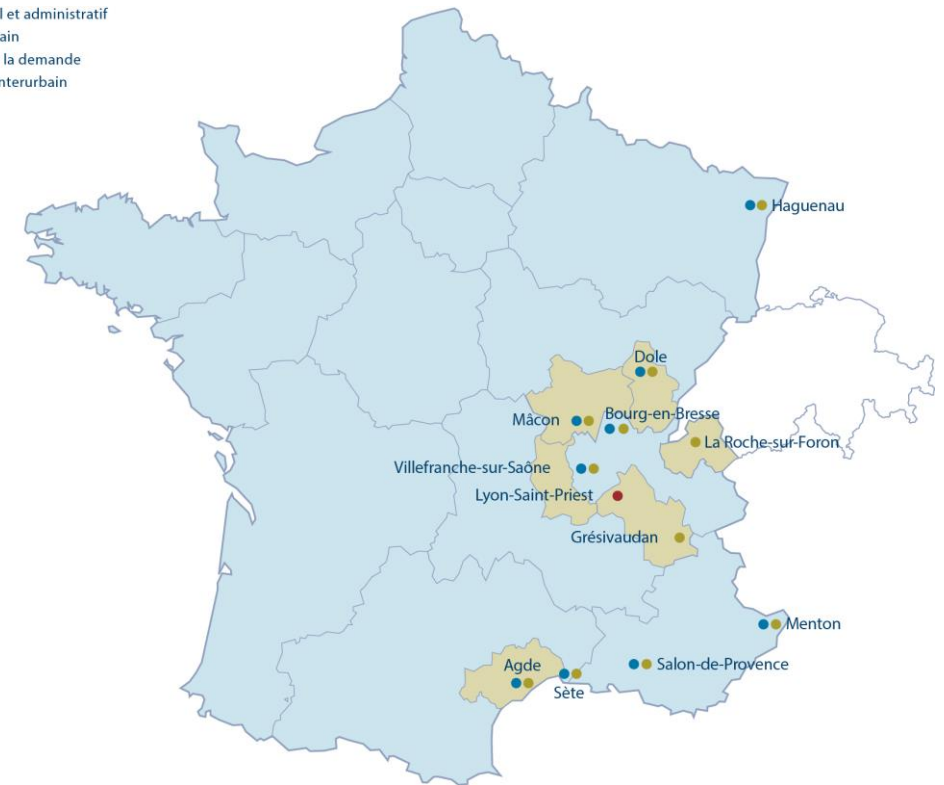 l et administratif
ain
la demande
nterurbain
Haguenau
Dole
Mâcon
Bourg-en-Bresse
La Roche-sur-Foron
Villefranche-sur-Saône
Lyon-Saint-Priest
Grésivaudan
Menton
Agde
Salon-de-Provence
Sète